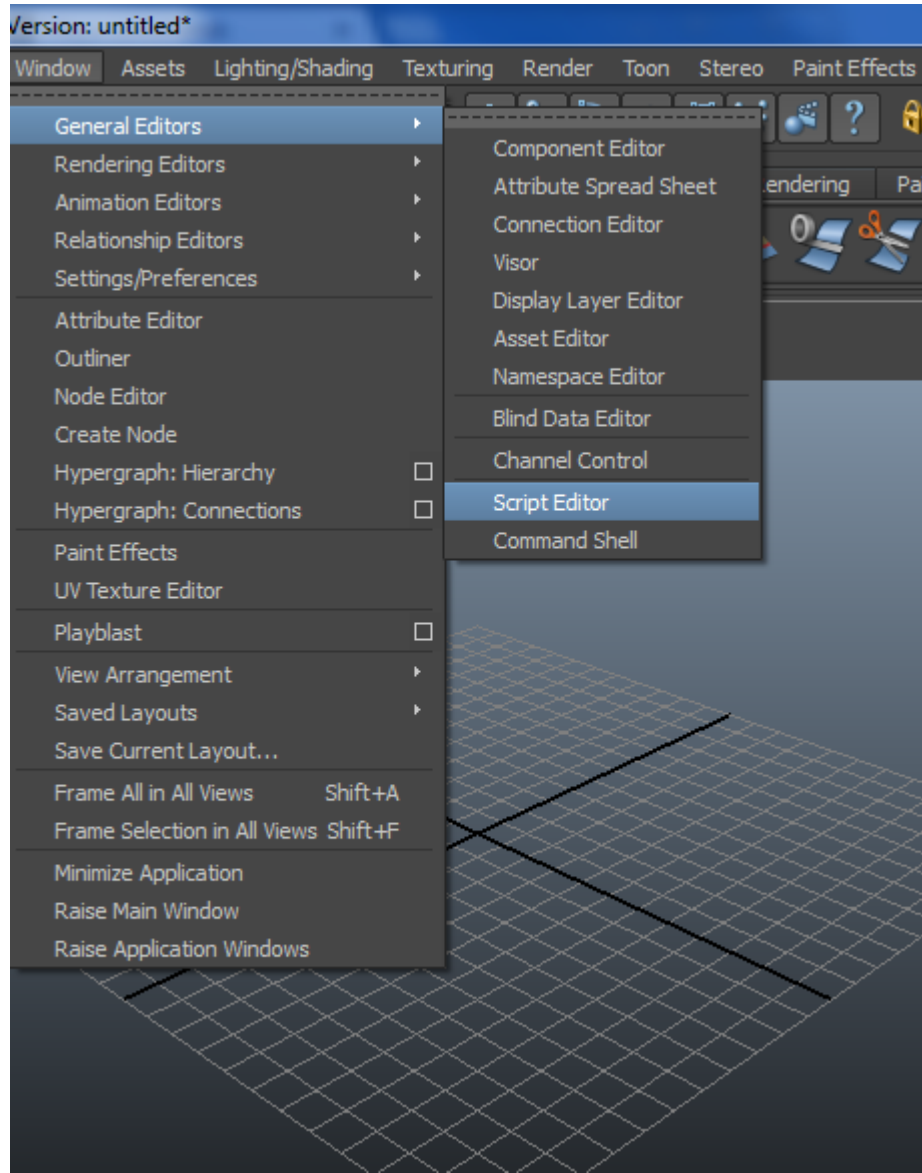 Version: untitled*
Window Assets Lighting/Shading Texturing Render Toon Stereo Paint Effects
General Editors
Rendering Editors
Animation Editors
Relationship Editors
Settings/Preferences
Attribute Editor
Outliner
Node Editor
Create Node
Hypergraph: Hierarchy
Hypergraph: Connections
Paint Effects
UV Texture Editor
Playblast
View Arrangement
Saved Layouts
Save Current Layout...
Frame All in All Views Shift+A
Frame Selection in All Views Shift+F
Minimize Application
Raise Main Window
Raise Application Windows
Component Editor
Attribute Spread Sheet
Connection Editor
Visor
Display Layer Editor
Asset Editor
Namespace Editor
Blind Data Editor
Channel Control
Script Editor
Command Shell
?
endering Pa